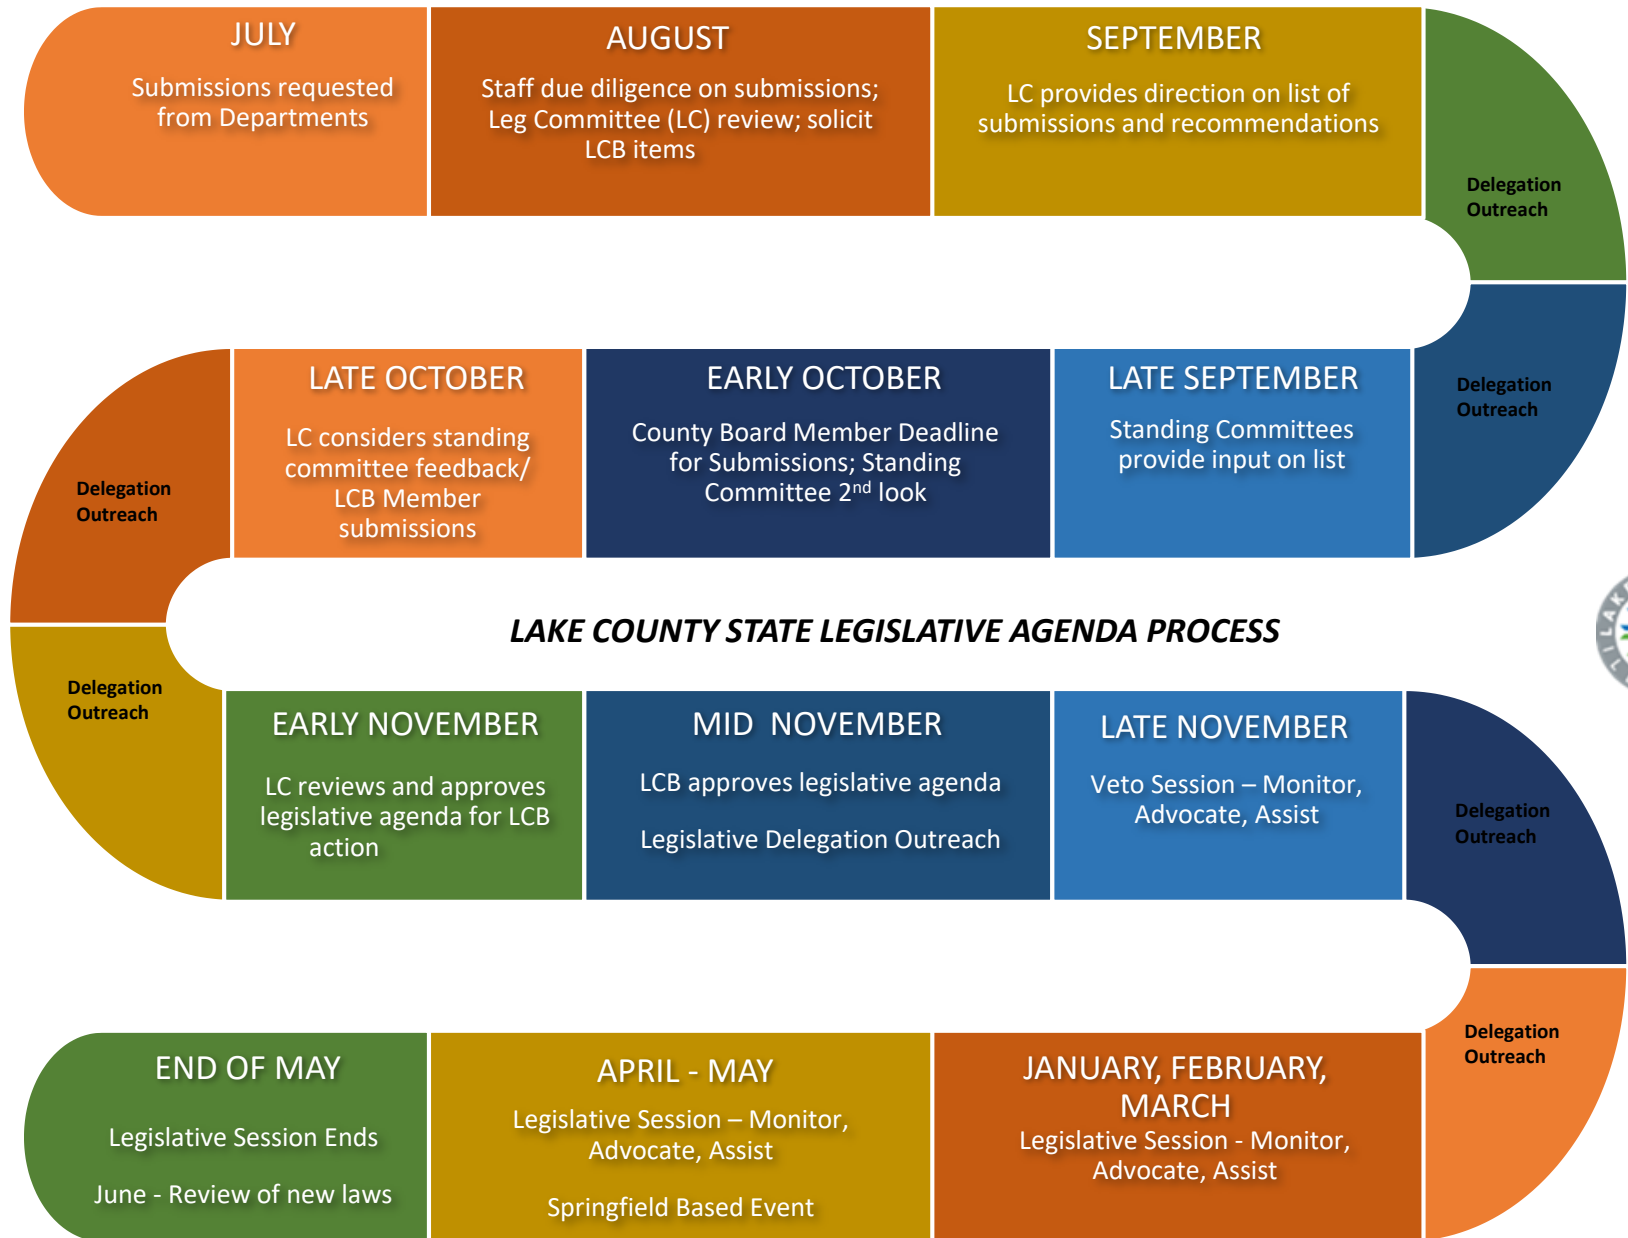 JULY
Submissions requested
from Departments
AUGUST
Staff due diligence on submissions;
Leg Committee (LC) review; solicit
LCB items
SEPTEMBER
LC provides direction on list of
submissions and recommendations
Delegation
Outreach
Delegation
Outreach
LATE SEPTEMBER
Standing Committees
provide input on list
EARLY OCTOBER
County Board Member Deadline
for Submissions; Standing
Committee 2nd look
LATE OCTOBER
LC considers standing
committee feedback/
LCB Member
submissions
Delegation
Outreach
LAKE COUNTY STATE LEGISLATIVE AGENDA PROCESS
Delegation
Outreach
EARLY NOVEMBER
LC reviews and approves
legislative agenda for LCB
action
MID NOVEMBER
LCB approves legislative agenda
Legislative Delegation Outreach
LATE NOVEMBER
Veto Session – Monitor,
Advocate, Assist
Delegation
Outreach
Delegation
Outreach
JANUARY, FEBRUARY,
MARCH
Legislative Session - Monitor,
Advocate, Assist
APRIL - MAY
Legislative Session – Monitor,
Advocate, Assist
Springfield Based Event
END OF MAY
Legislative Session Ends
June - Review of new laws